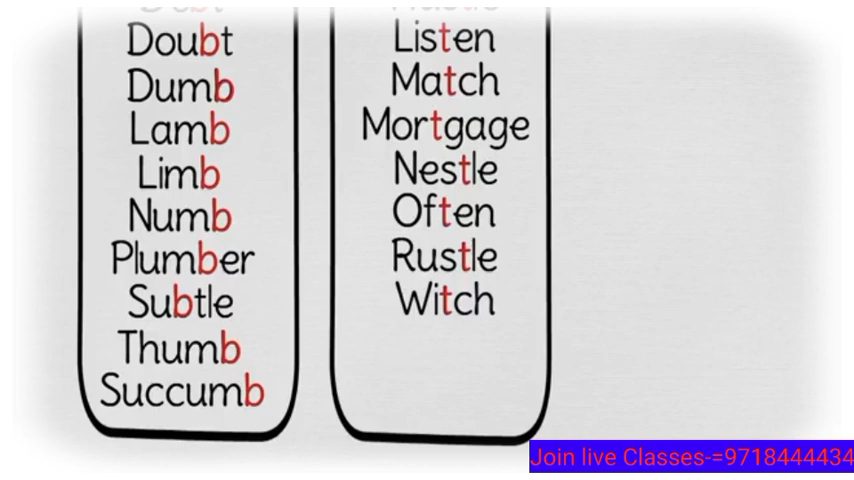 Doubt
Dumb
Lamb
Limb
Numb
Plumber
Subtle
Thumb
Succumb
Listen
Match
Mortgage
Nestle
Often
Rustle
Witch
Join live Classes-=9718444434